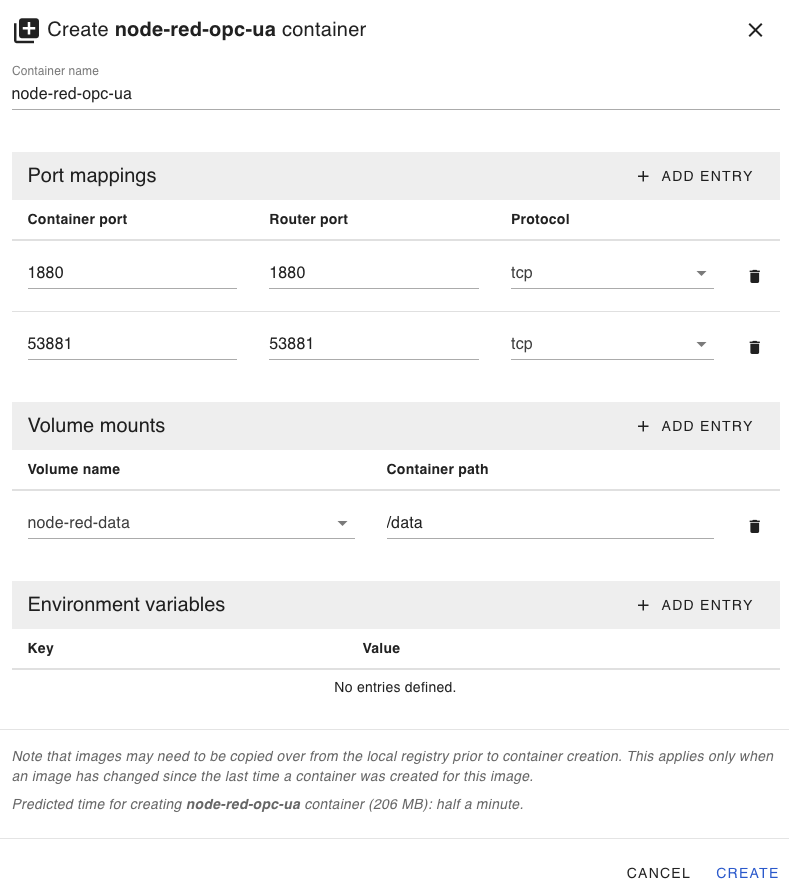 Create node-red-opc-ua container
Container name
node-red-opc-ua
Port mappings
+ ADD ENTRY
Container port Router port Protocol
1880 1880 tcp
53881 53881 tcp
Volume mounts
+ ADD ENTRY
Volume name Container path
node-red-data /data
Environment variables
+ ADD ENTRY
Key Value
No entries defined.
Note that images may need to be copied over from the local registry prior to container creation. This applies only when
an image has changed since the last time a container was created for this image.
Predicted time for creating node-red-opc-ua container (206 MB): half a minute.
CANCEL CREATE